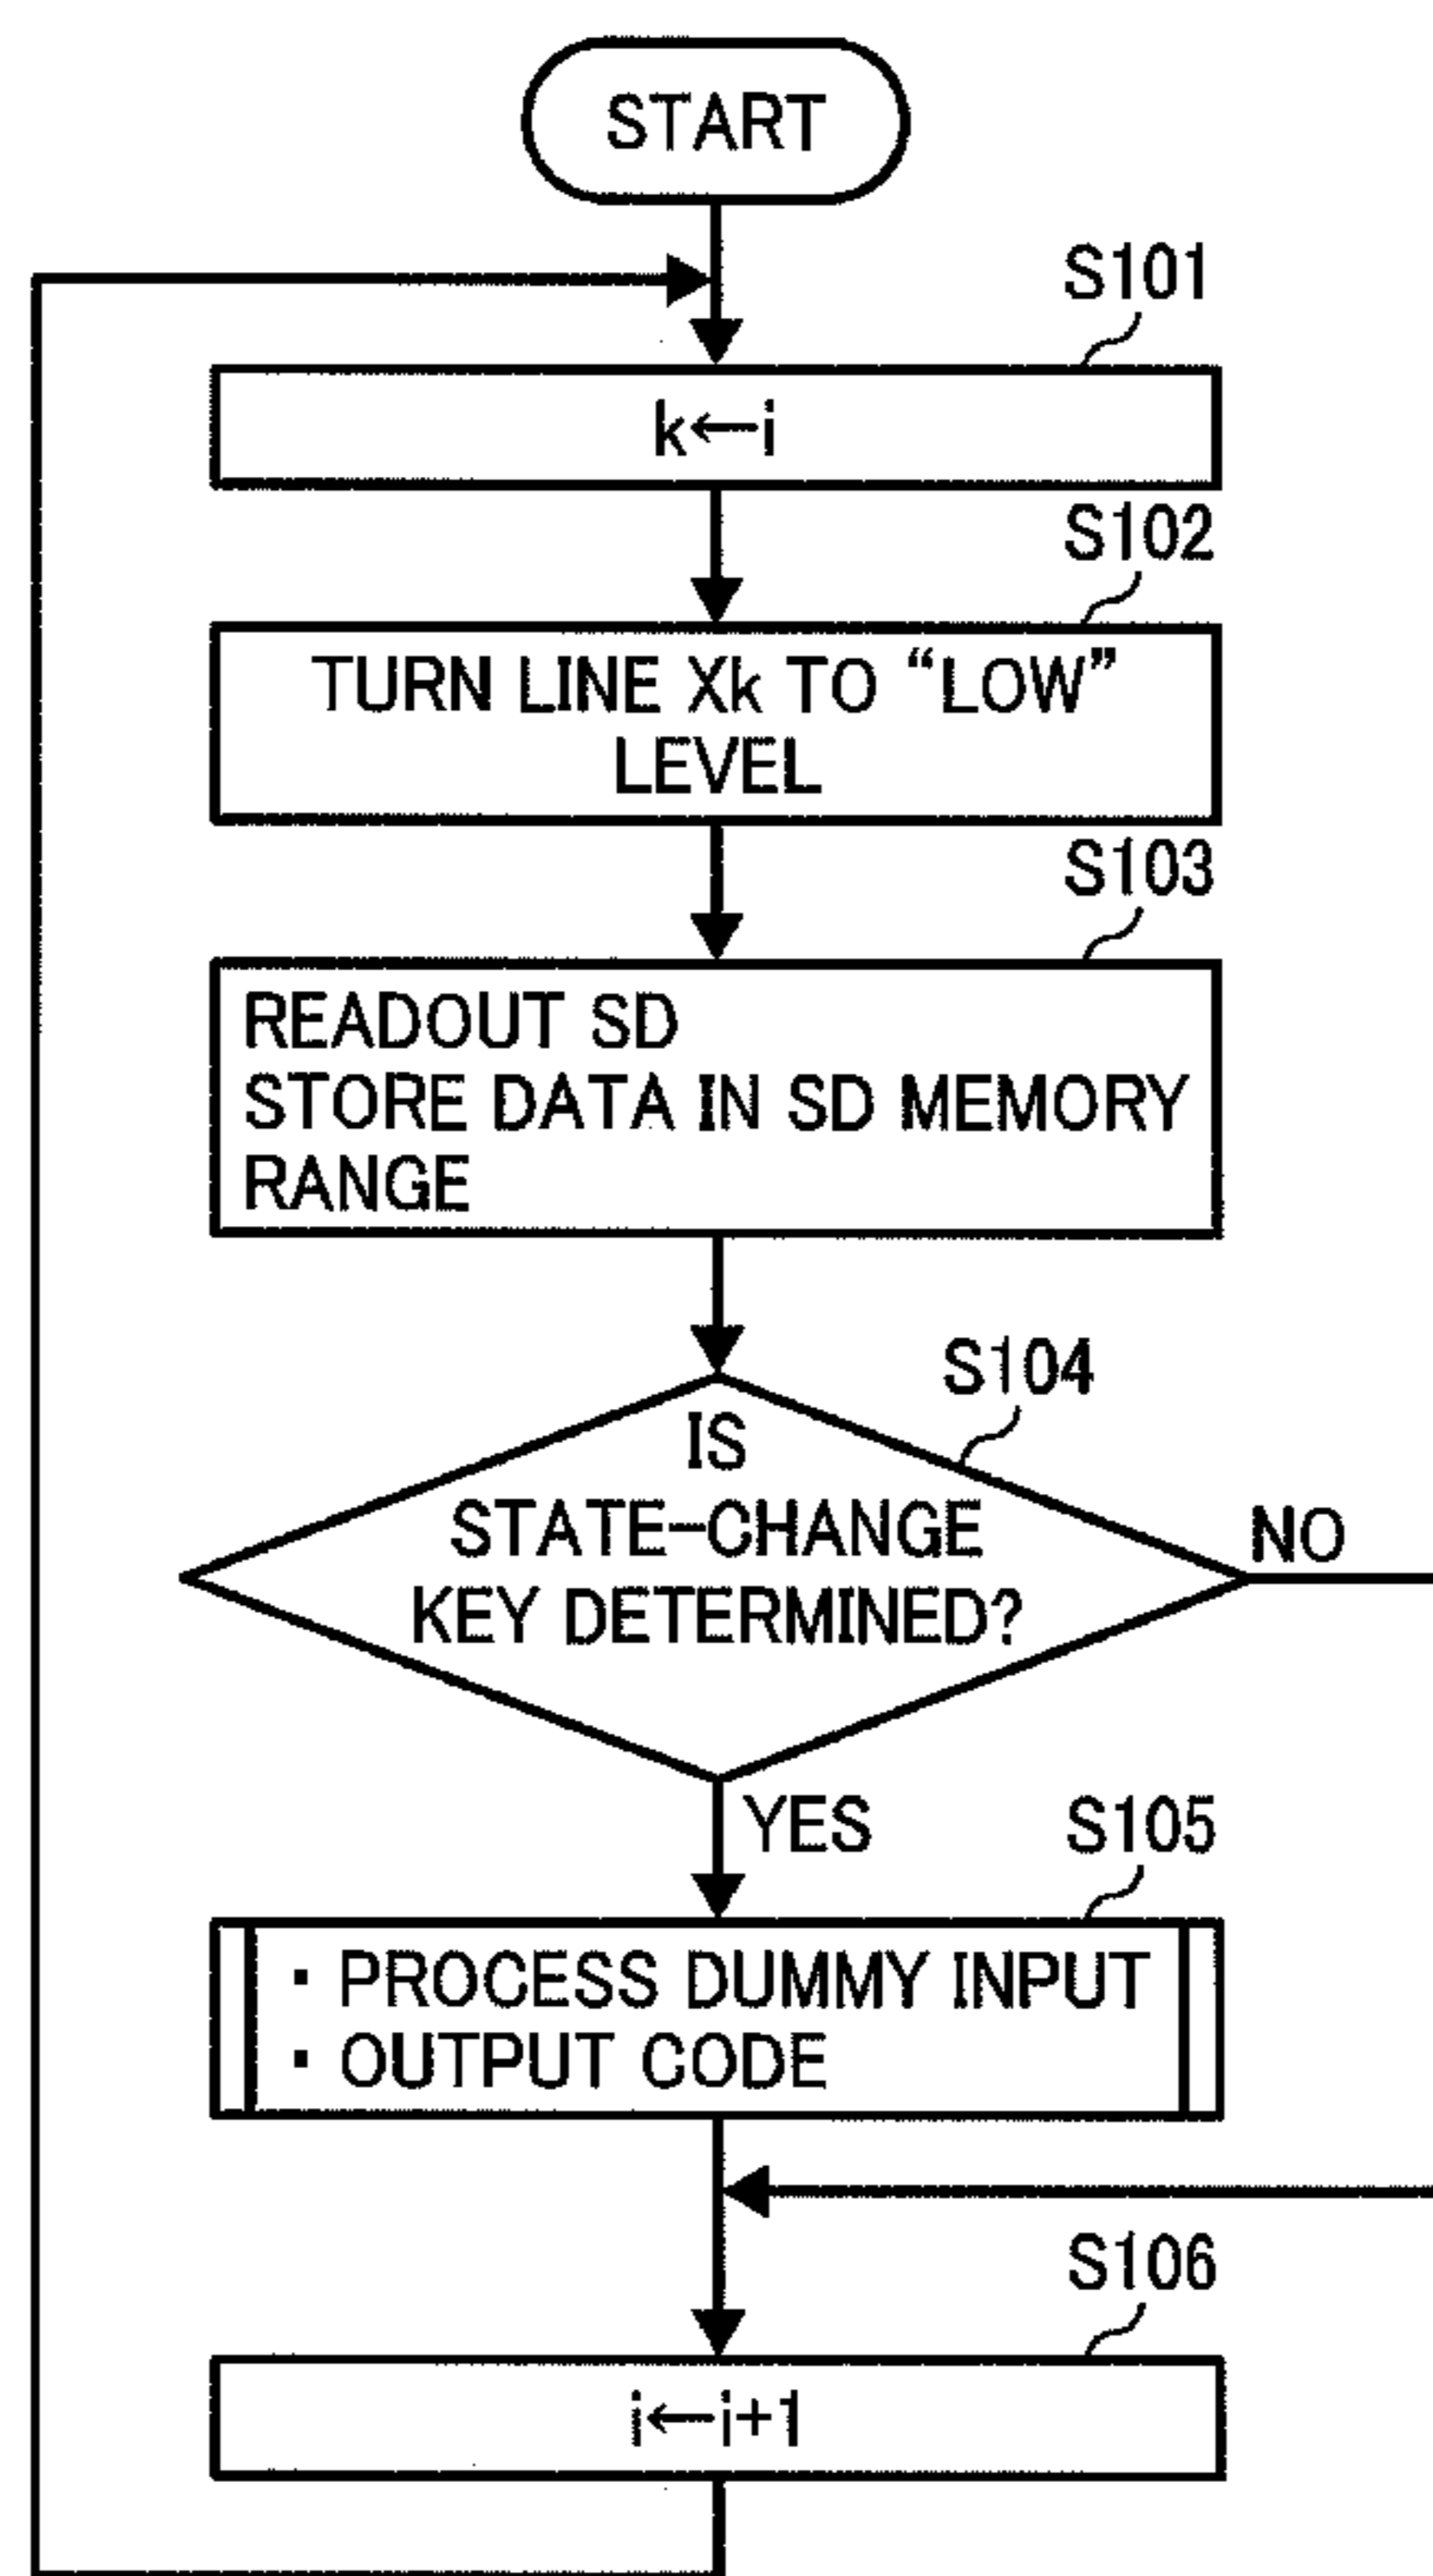 START
S101
k←i
S102
TURN LINE Xk TO “LOW”
LEVEL
S103
READOUT SD
STORE DATA IN SD MEMORY
RANGE
S104
IS
STATE-CHANGE
KEY DETERMINED?
NO
YES
S105
・PROCESS DUMMY INPUT
・OUTPUT CODE
S106
i←i+1